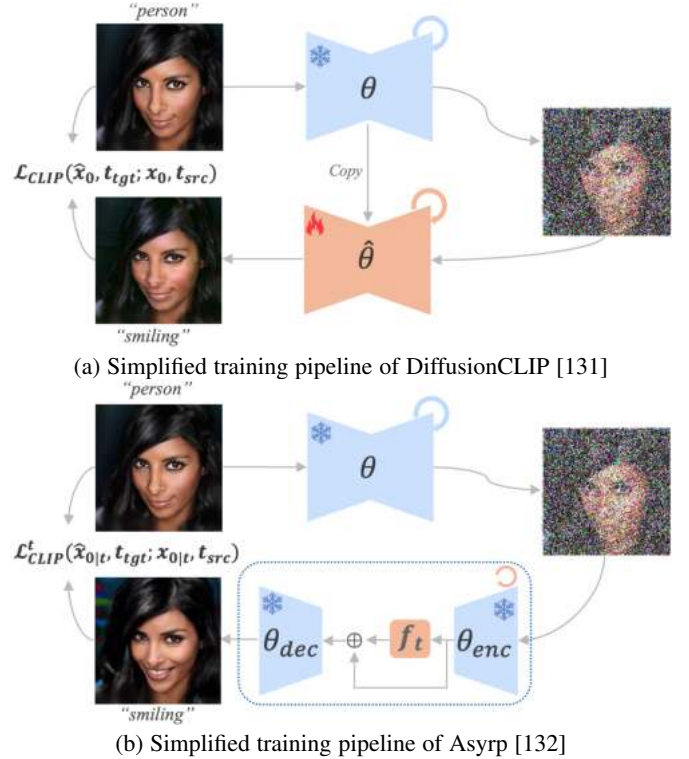 “person”
θ
Copy
ℒ_CLIP(x̂₀, t_tgt; x₀, t_src)
θ̂
“smiling”
(a) Simplified training pipeline of DiffusionCLIP [131]
“person”
θ
ℒ^t_CLIP(x̂_0|t, t_tgt; x_0|t, t_src)
θ_dec ⊕ f_t θ_enc
“smiling”
(b) Simplified training pipeline of Asyrp [132]